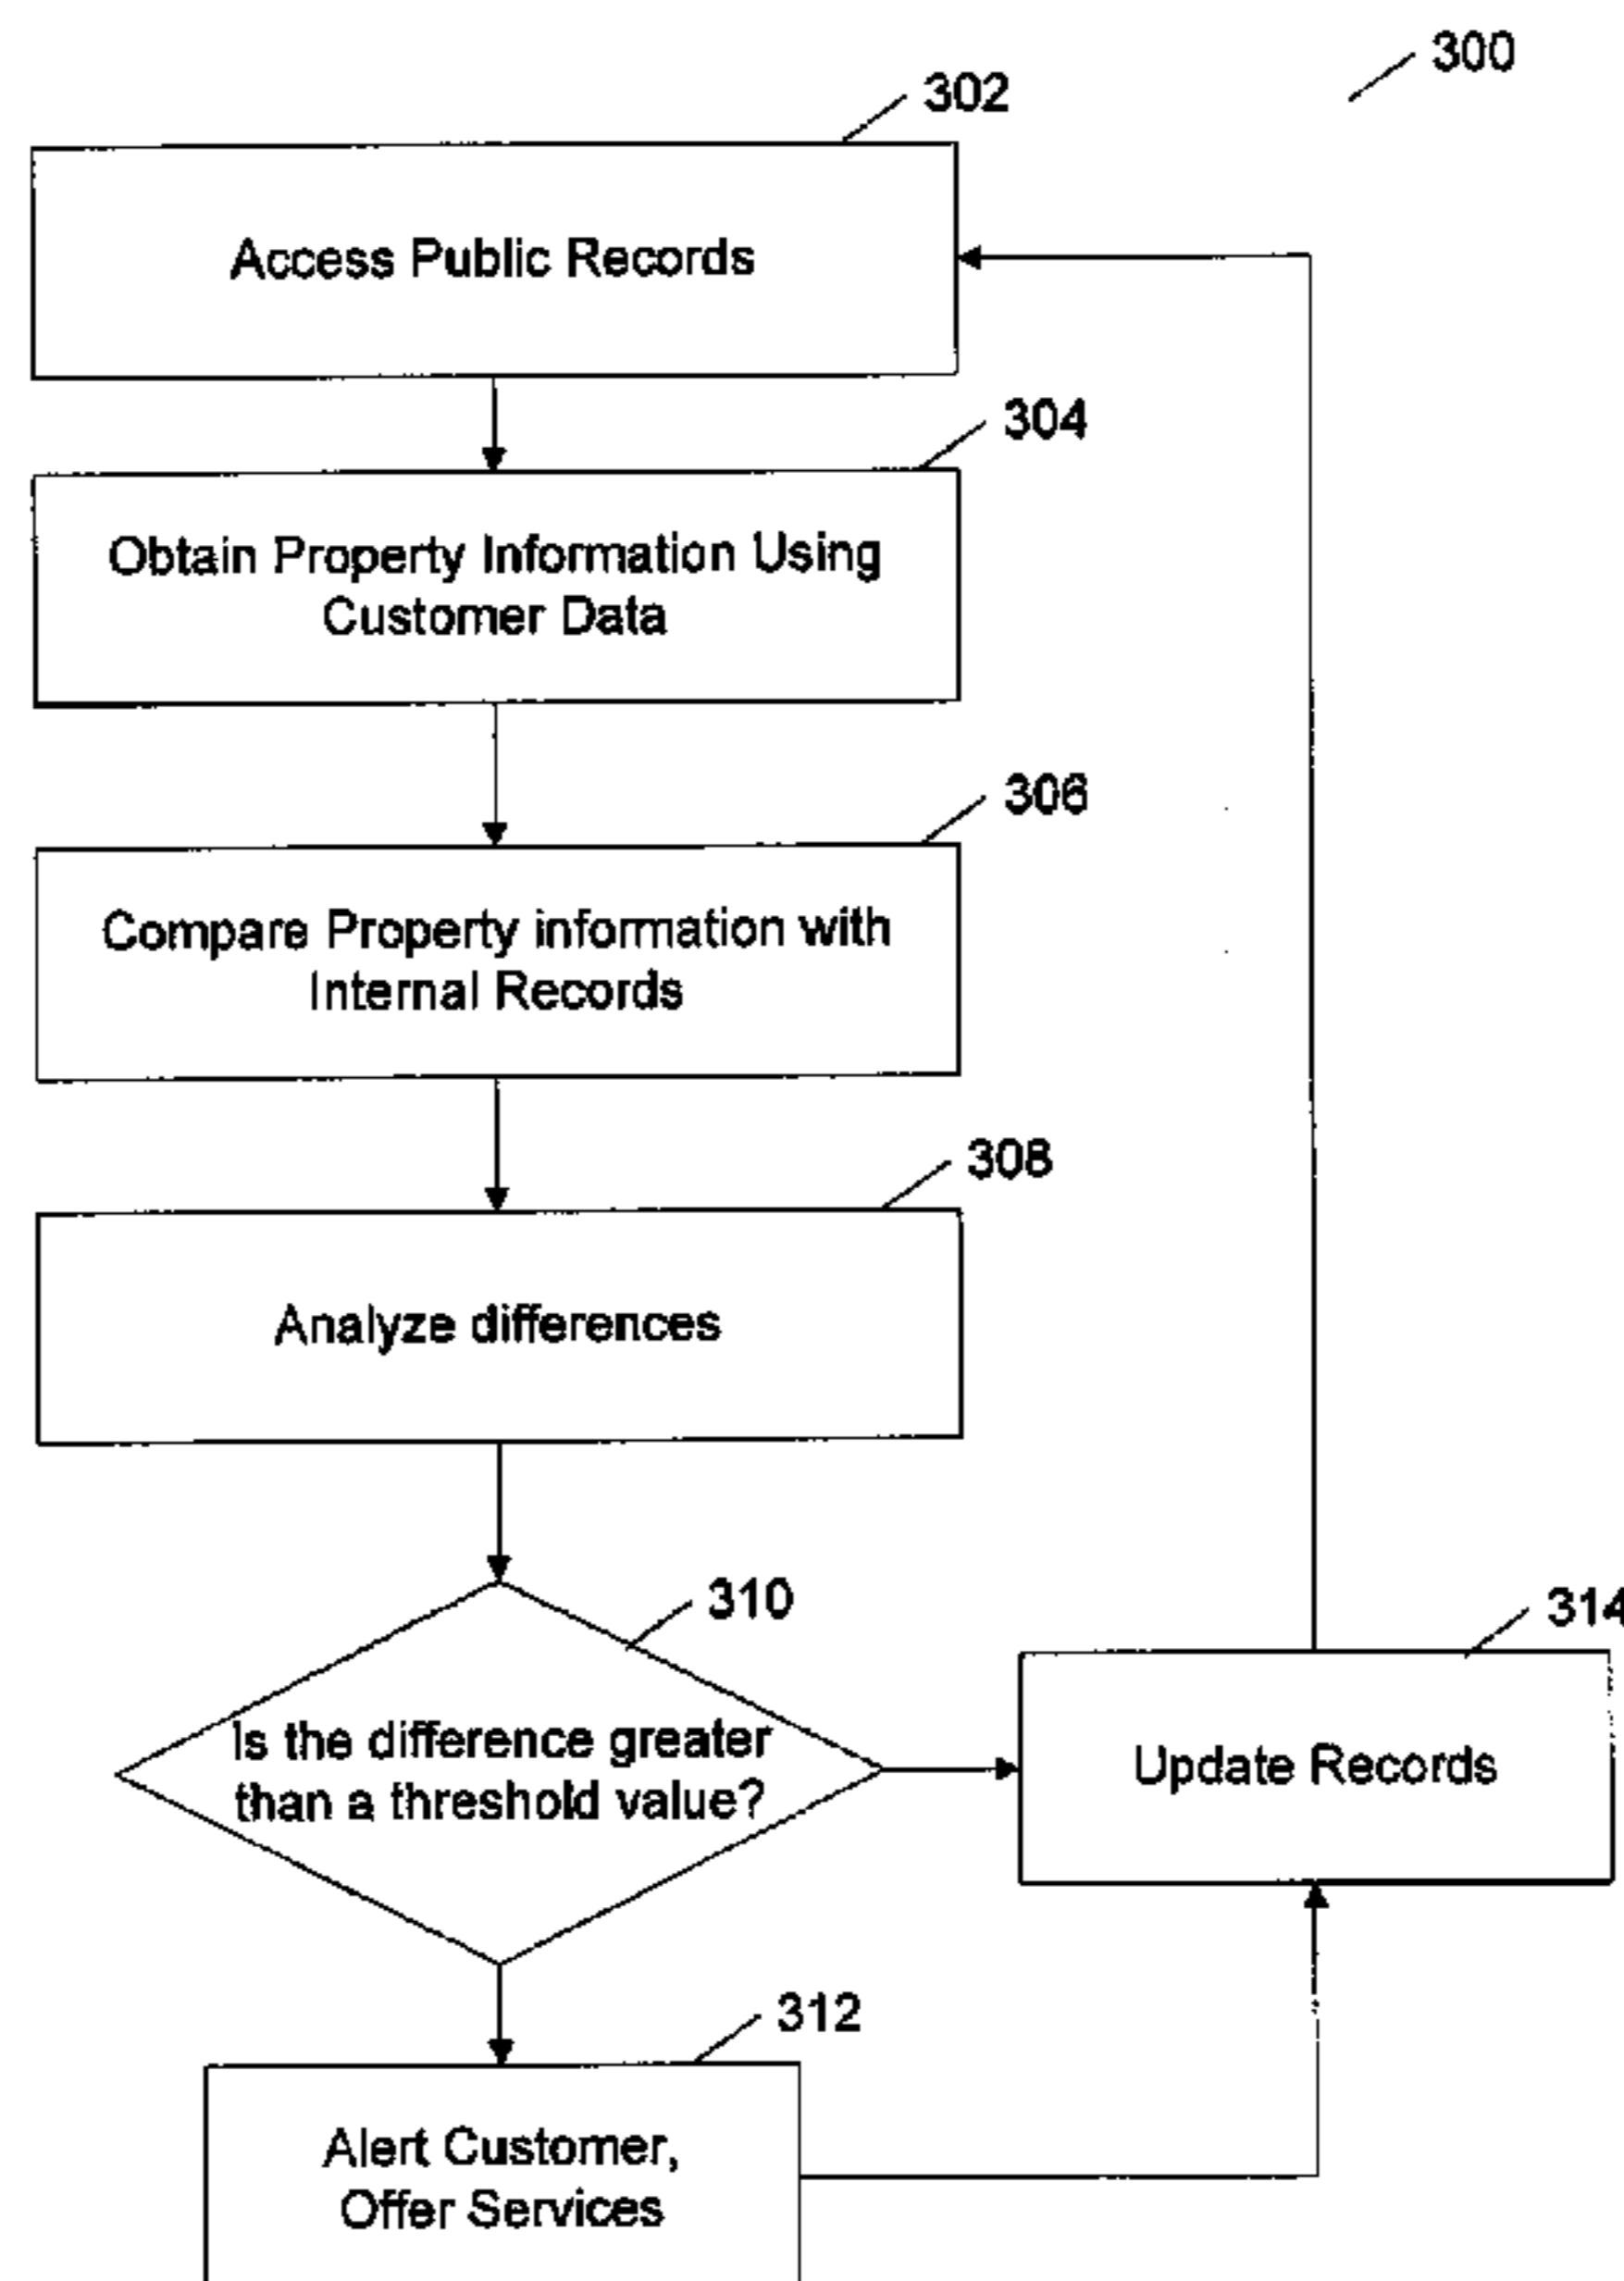 300
302
Access Public Records
304
Obtain Property Information Using
Customer Data
306
Compare Property information with
Internal Records
308
Analyze differences
310
Is the difference greater
than a threshold value?
314
Update Records
312
Alert Customer,
Offer Services